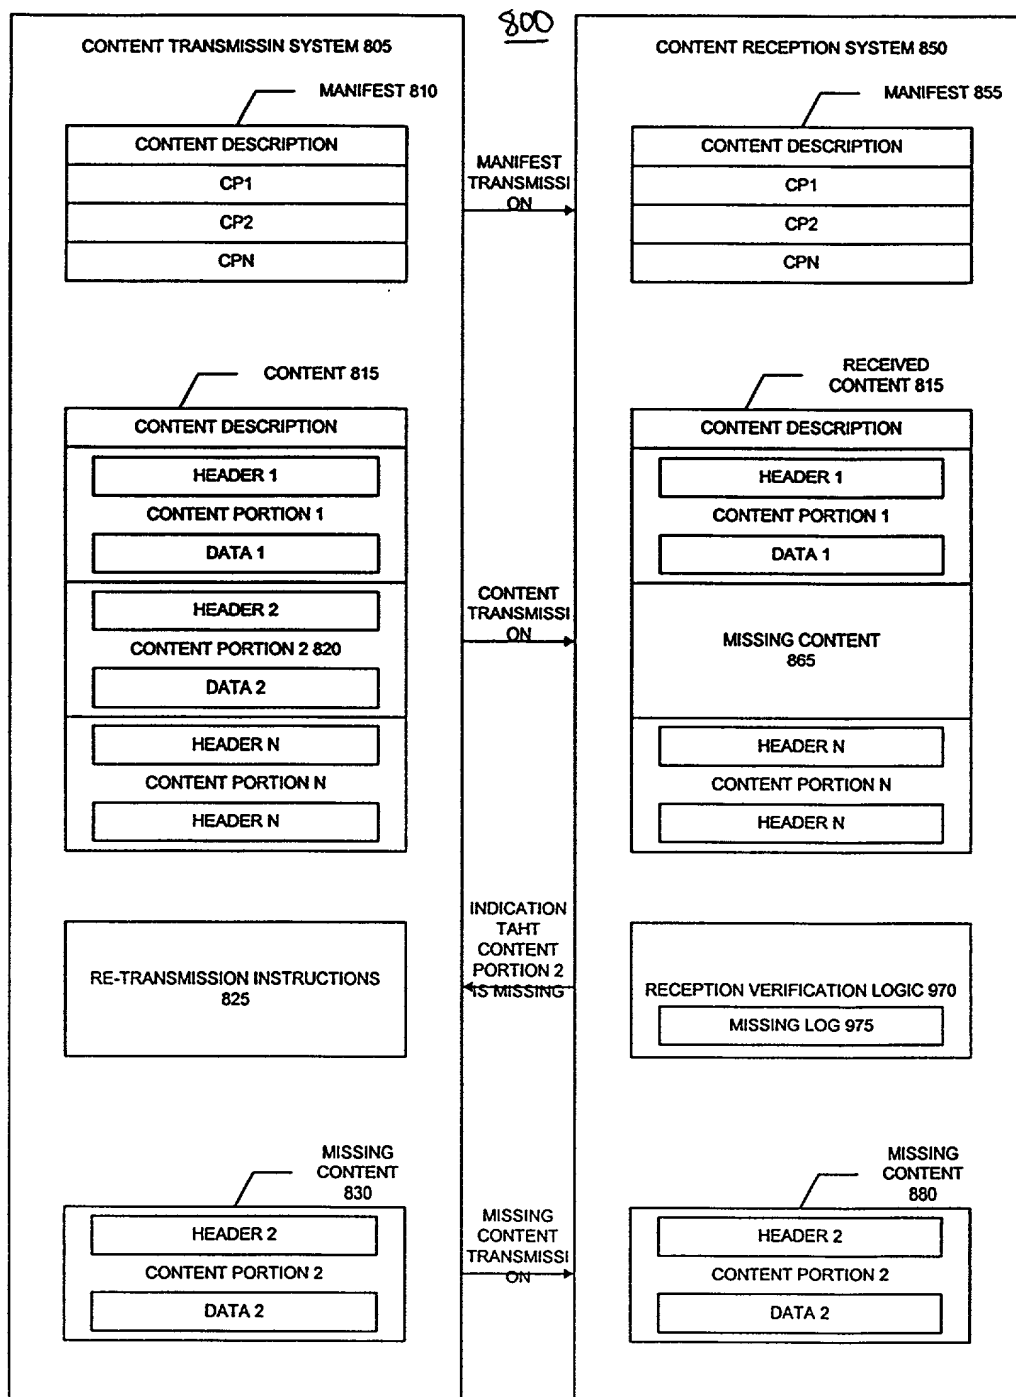 800
CONTENT TRANSMISSIN SYSTEM 805
MANIFEST 810
CONTENT DESCRIPTION
CP1
CP2
CPN
CONTENT 815
CONTENT DESCRIPTION
HEADER 1
CONTENT PORTION 1
DATA 1
HEADER 2
CONTENT PORTION 2 820
DATA 2
HEADER N
CONTENT PORTION N
HEADER N
RE-TRANSMISSION INSTRUCTIONS
825
MISSING
CONTENT
830
HEADER 2
CONTENT PORTION 2
DATA 2
MANIFEST
TRANSMISSI
ON
CONTENT
TRANSMISSI
ON
INDICATION
TAHT
CONTENT
PORTION 2
IS MISSING
MISSING
CONTENT
TRANSMISSI
ON
CONTENT RECEPTION SYSTEM 850
MANIFEST 855
CONTENT DESCRIPTION
CP1
CP2
CPN
RECEIVED
CONTENT 815
CONTENT DESCRIPTION
HEADER 1
CONTENT PORTION 1
DATA 1
MISSING CONTENT
865
HEADER N
CONTENT PORTION N
HEADER N
RECEPTION VERIFICATION LOGIC 970
MISSING LOG 975
MISSING
CONTENT
880
HEADER 2
CONTENT PORTION 2
DATA 2